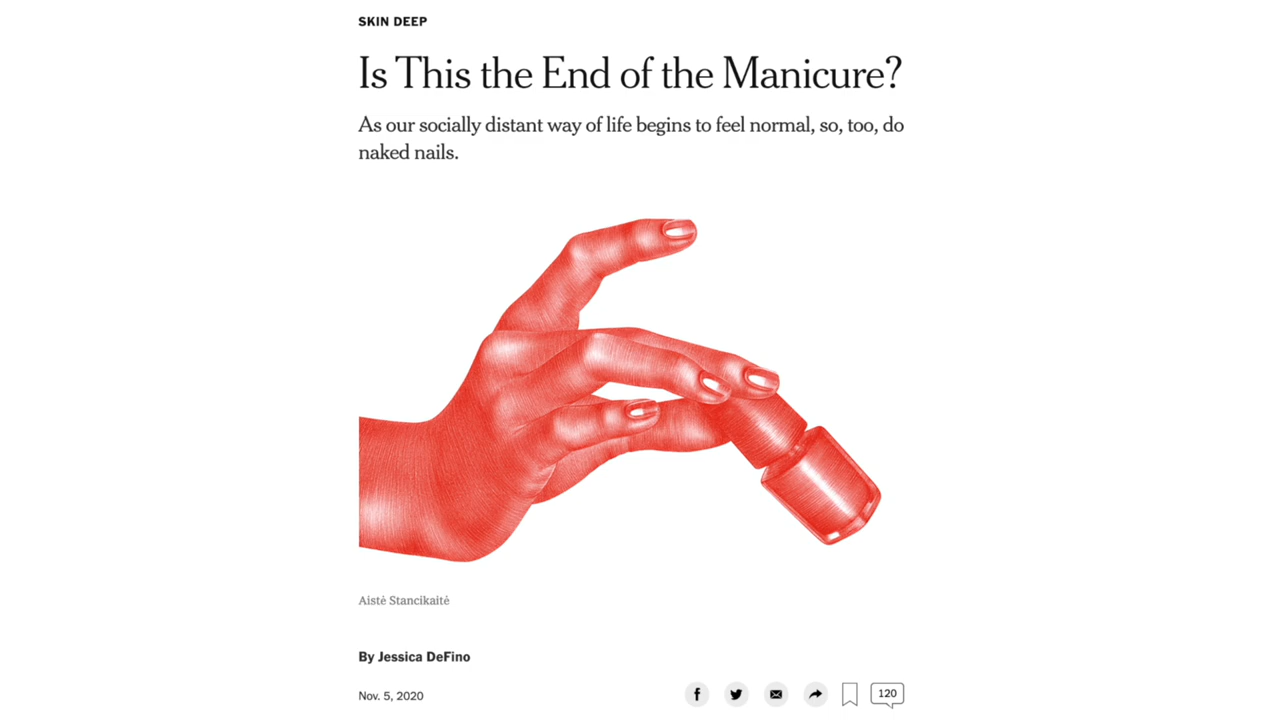 SKIN DEEP
Is This the End of the Manicure?
As our socially distant way of life begins to feel normal, so, too, do
naked nails.
Aistė Stancikaitė
By Jessica DeFino
Nov. 5, 2020
120